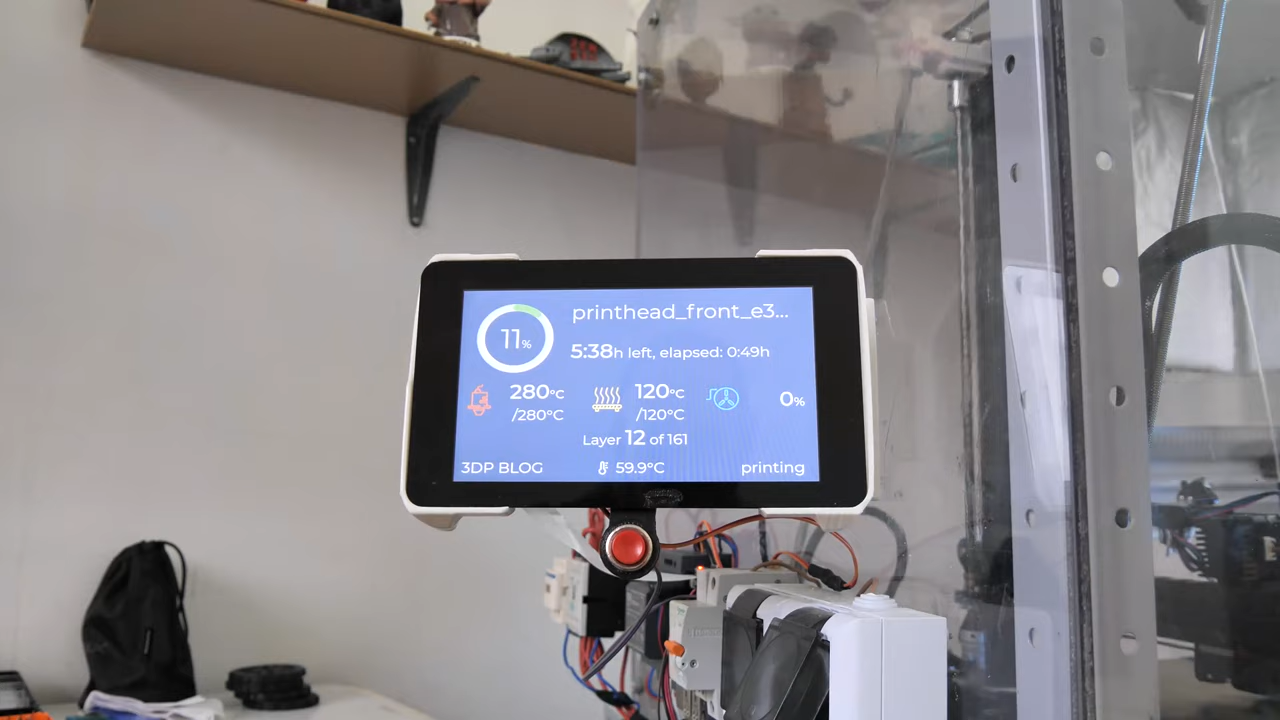 11%
printhead_front_e3...
5:38h left, elapsed: 0:49h
280°C
/280°C
120°C
/120°C
0%
Layer 12 of 161
3DP BLOG
59.9°C
printing